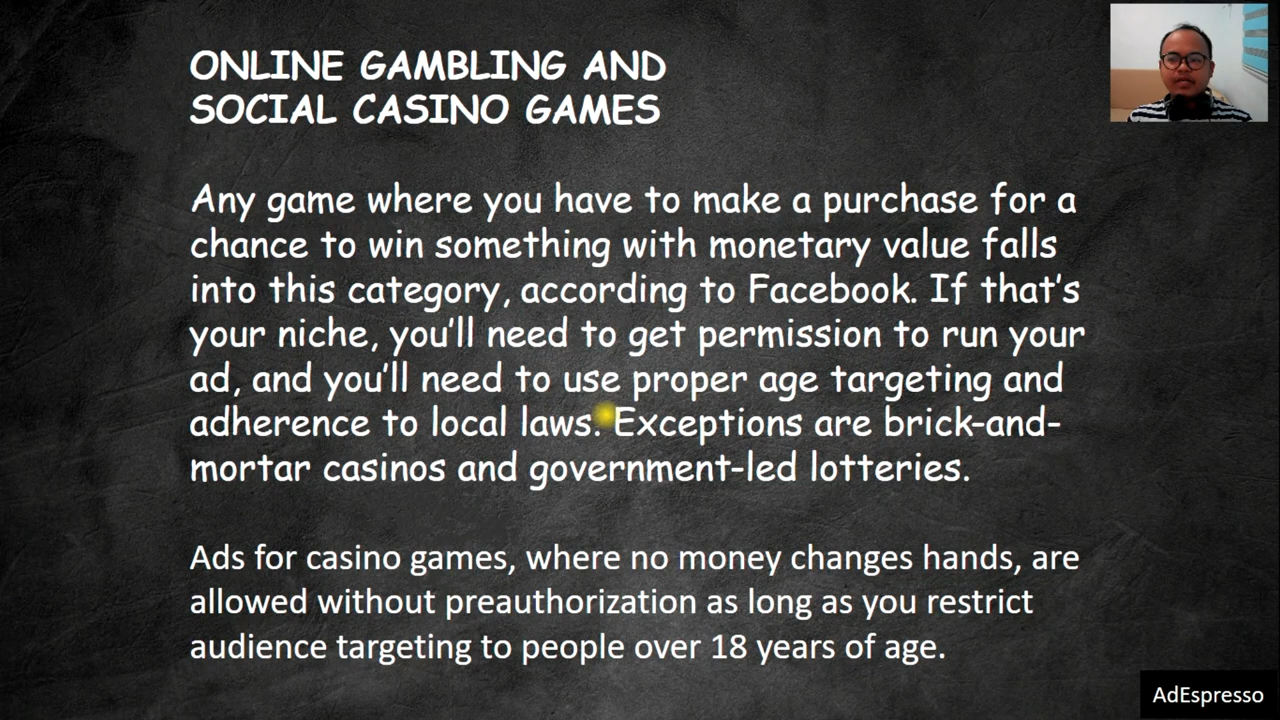 ONLINE GAMBLING AND
SOCIAL CASINO GAMES
Any game where you have to make a purchase for a
chance to win something with monetary value falls
into this category, according to Facebook. If that's
your niche, you'll need to get permission to run your
ad, and you'll need to use proper age targeting and
adherence to local laws. Exceptions are brick-and-
mortar casinos and government-led lotteries.
Ads for casino games, where no money changes hands, are
allowed without preauthorization as long as you restrict
audience targeting to people over 18 years of age.
AdEspresso